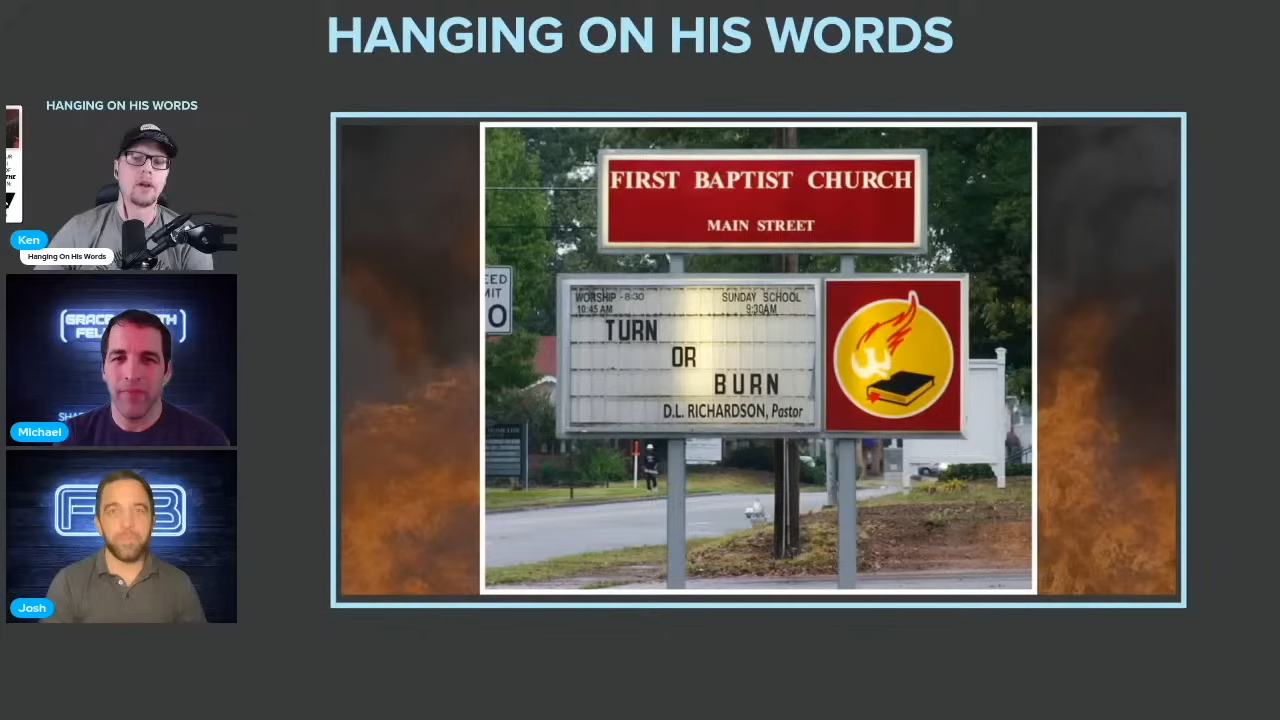 HANGING ON HIS WORDS
HANGING ON HIS WORDS
Ken
Hanging On His Words
Michael
Josh
FIRST BAPTIST CHURCH
MAIN STREET
WORSHIP - 8:30
10:45 AM
SUNDAY SCHOOL
9:30AM
TURN
OR
BURN
D.L. RICHARDSON, Pastor